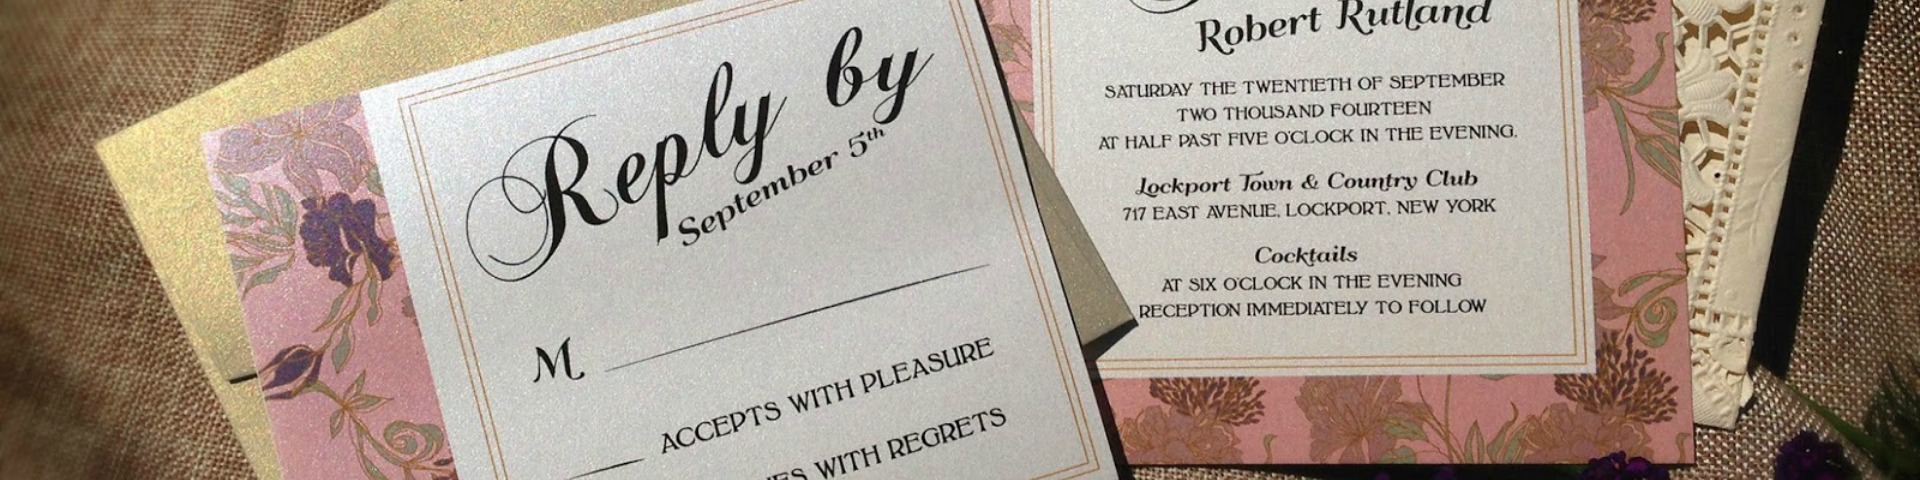 Reply by
September 5th
M.
ACCEPTS WITH PLEASURE
WITH REGRETS
Robert Rutland
SATURDAY THE TWENTIETH OF SEPTEMBER
TWO THOUSAND FOURTEEN
AT HALF PAST FIVE O'CLOCK IN THE EVENING.
Lockport Town & Country Club
717 EAST AVENUE, LOCKPORT, NEW YORK
Cocktails
AT SIX O'CLOCK IN THE EVENING
RECEPTION IMMEDIATELY TO FOLLOW